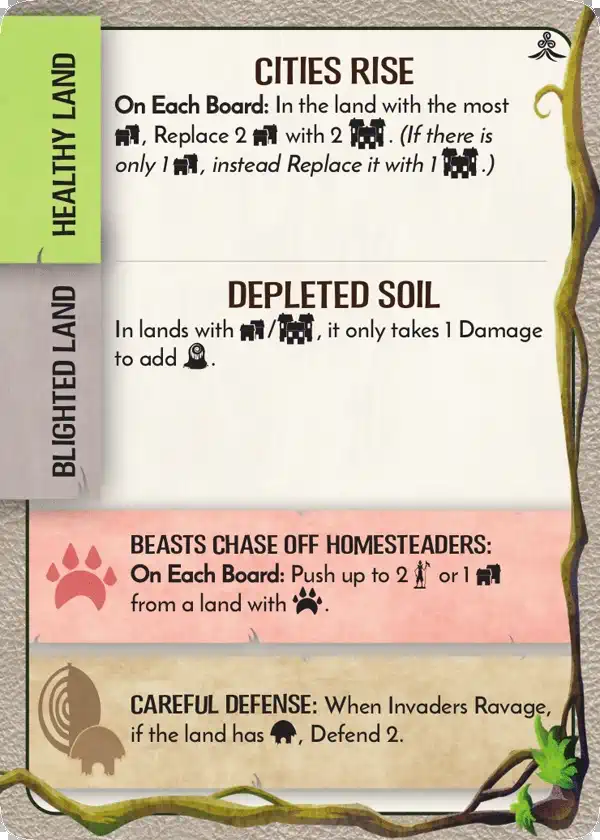 HEALTHY LAND
CITIES RISE
On Each Board: In the land with the most
, Replace 2 with 2 . (If there is
only 1 , instead Replace it with 1 .)
BLIGHTED LAND
DEPLETED SOIL
In lands with / , it only takes 1 Damage
to add .
BEASTS CHASE OFF HOMESTEADERS:
On Each Board: Push up to 2 or 1
from a land with .
CAREFUL DEFENSE: When Invaders Ravage,
if the land has , Defend 2.